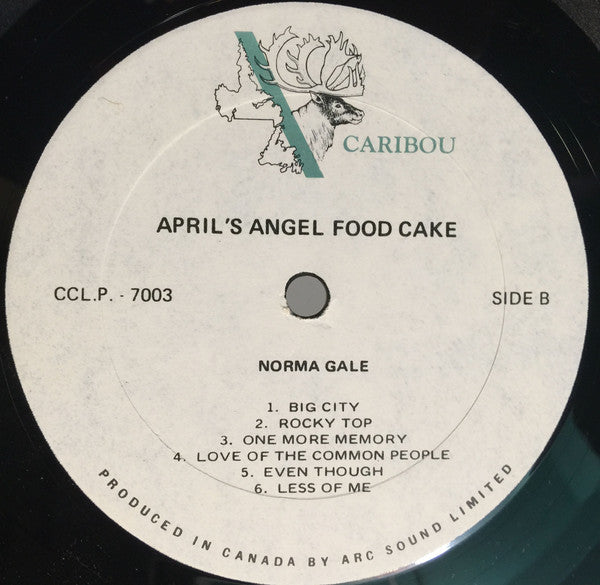 CARIBOU
APRIL'S ANGEL FOOD CAKE
CCL.P. - 7003
SIDE B
NORMA GALE
1. BIG CITY
2. ROCKY TOP
3. ONE MORE MEMORY
4. LOVE OF THE COMMON PEOPLE
5. EVEN THOUGH
6. LESS OF ME
PRODUCED IN CANADA BY ARC SOUND LIMITED